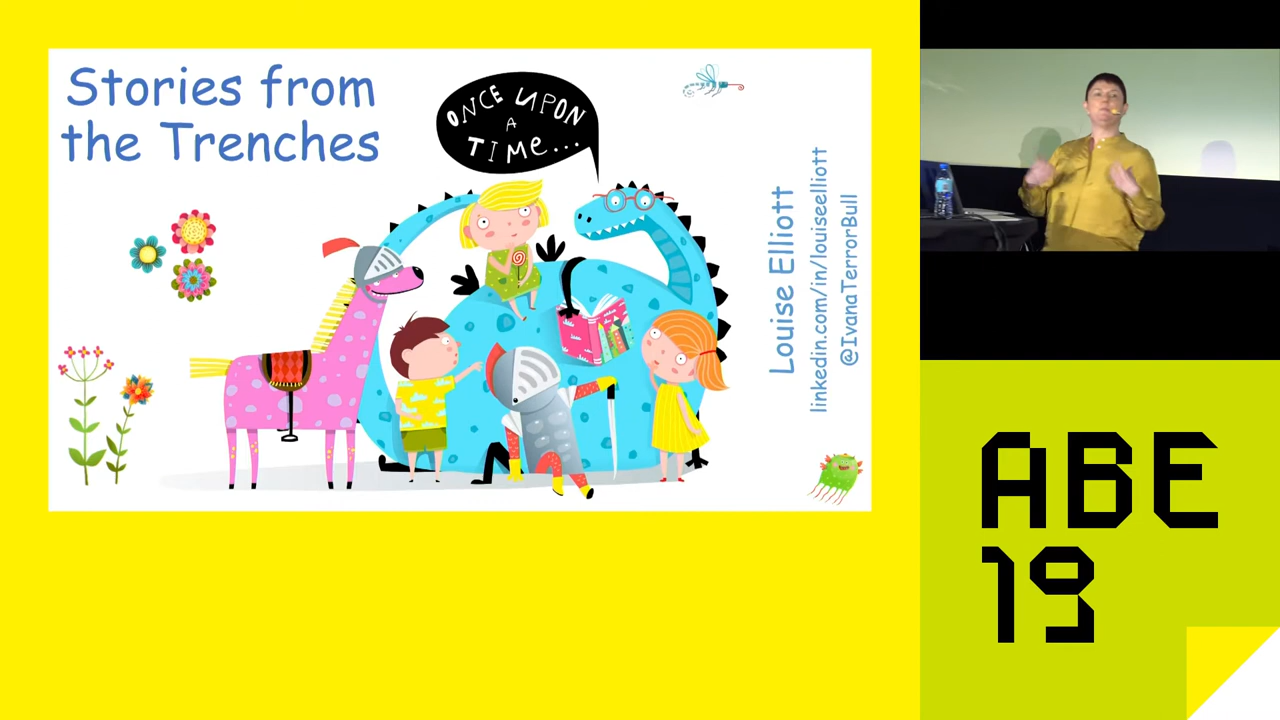 Stories from
the Trenches
ONCE UPON
A
TIME...
Louise Elliott
linkedin.com/in/louiseelliott
@IvanaTerrorBull
ABE
19